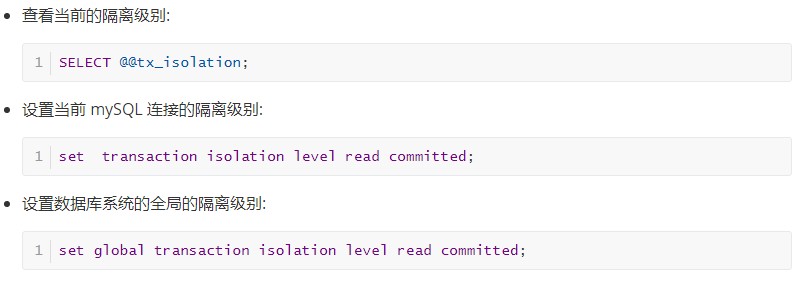 查看当前的隔离级别:
1 SELECT @@tx_isolation;
设置当前 mySQL 连接的隔离级别:
1 set  transaction isolation level read committed;
设置数据库系统的全局的隔离级别:
1 set global transaction isolation level read committed;